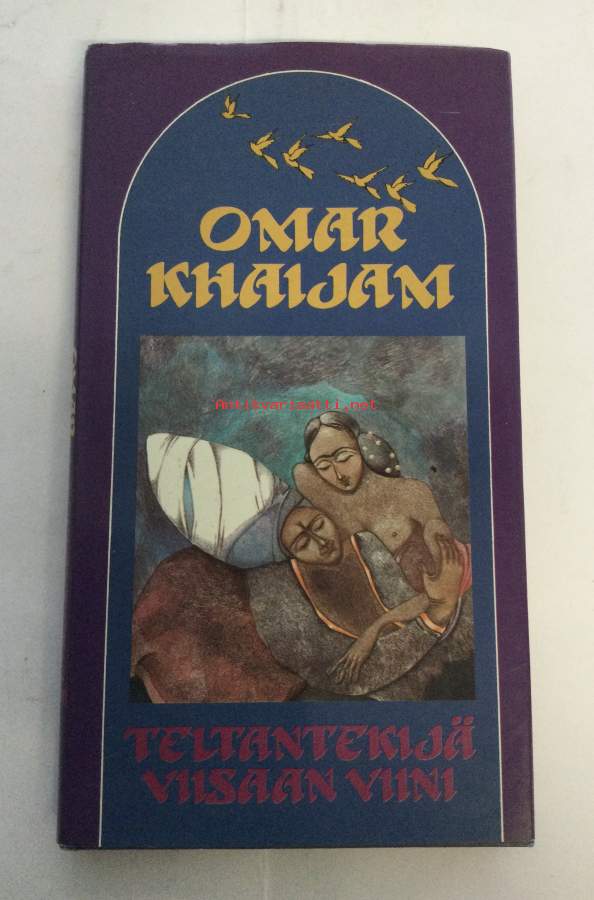 OMAR
KHAIJAM
Antikvariaatti.net
TELTANTEKIJÄ
VIISAAN VIINI